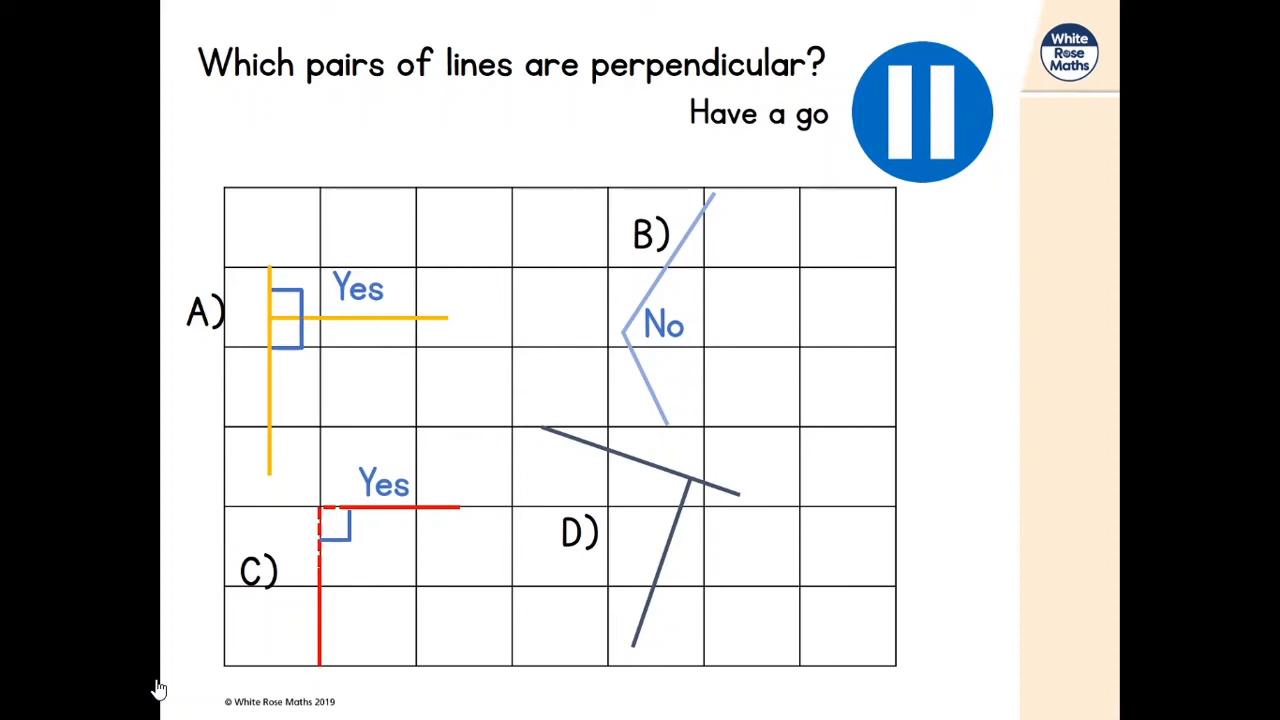 Which pairs of lines are perpendicular?
Have a go
White
Rose
Maths
B)
Yes
A)
No
Yes
D)
C)
© White Rose Maths 2019